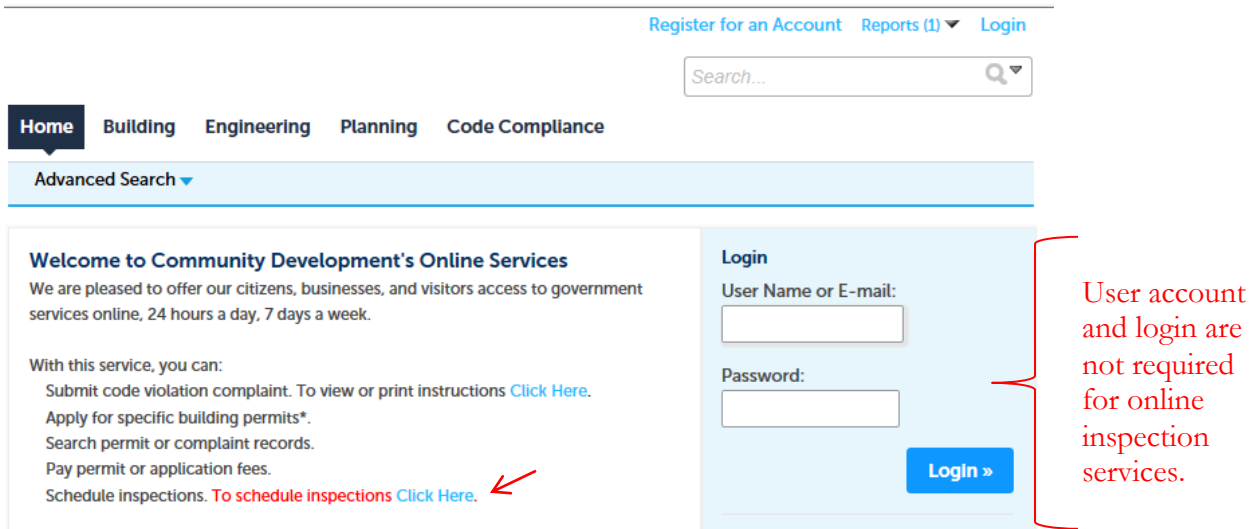 Register for an Account Reports (1) Login
Search...
Home Building Engineering Planning Code Compliance
Advanced Search
Welcome to Community Development's Online Services
We are pleased to offer our citizens, businesses, and visitors access to government
services online, 24 hours a day, 7 days a week.
With this service, you can:
Submit code violation complaint. To view or print instructions Click Here.
Apply for specific building permits*.
Search permit or complaint records.
Pay permit or application fees.
Schedule inspections. To schedule inspections Click Here.
Login
User Name or E-mail:
Password:
Login »
User account
and login are
not required
for online
inspection
services.